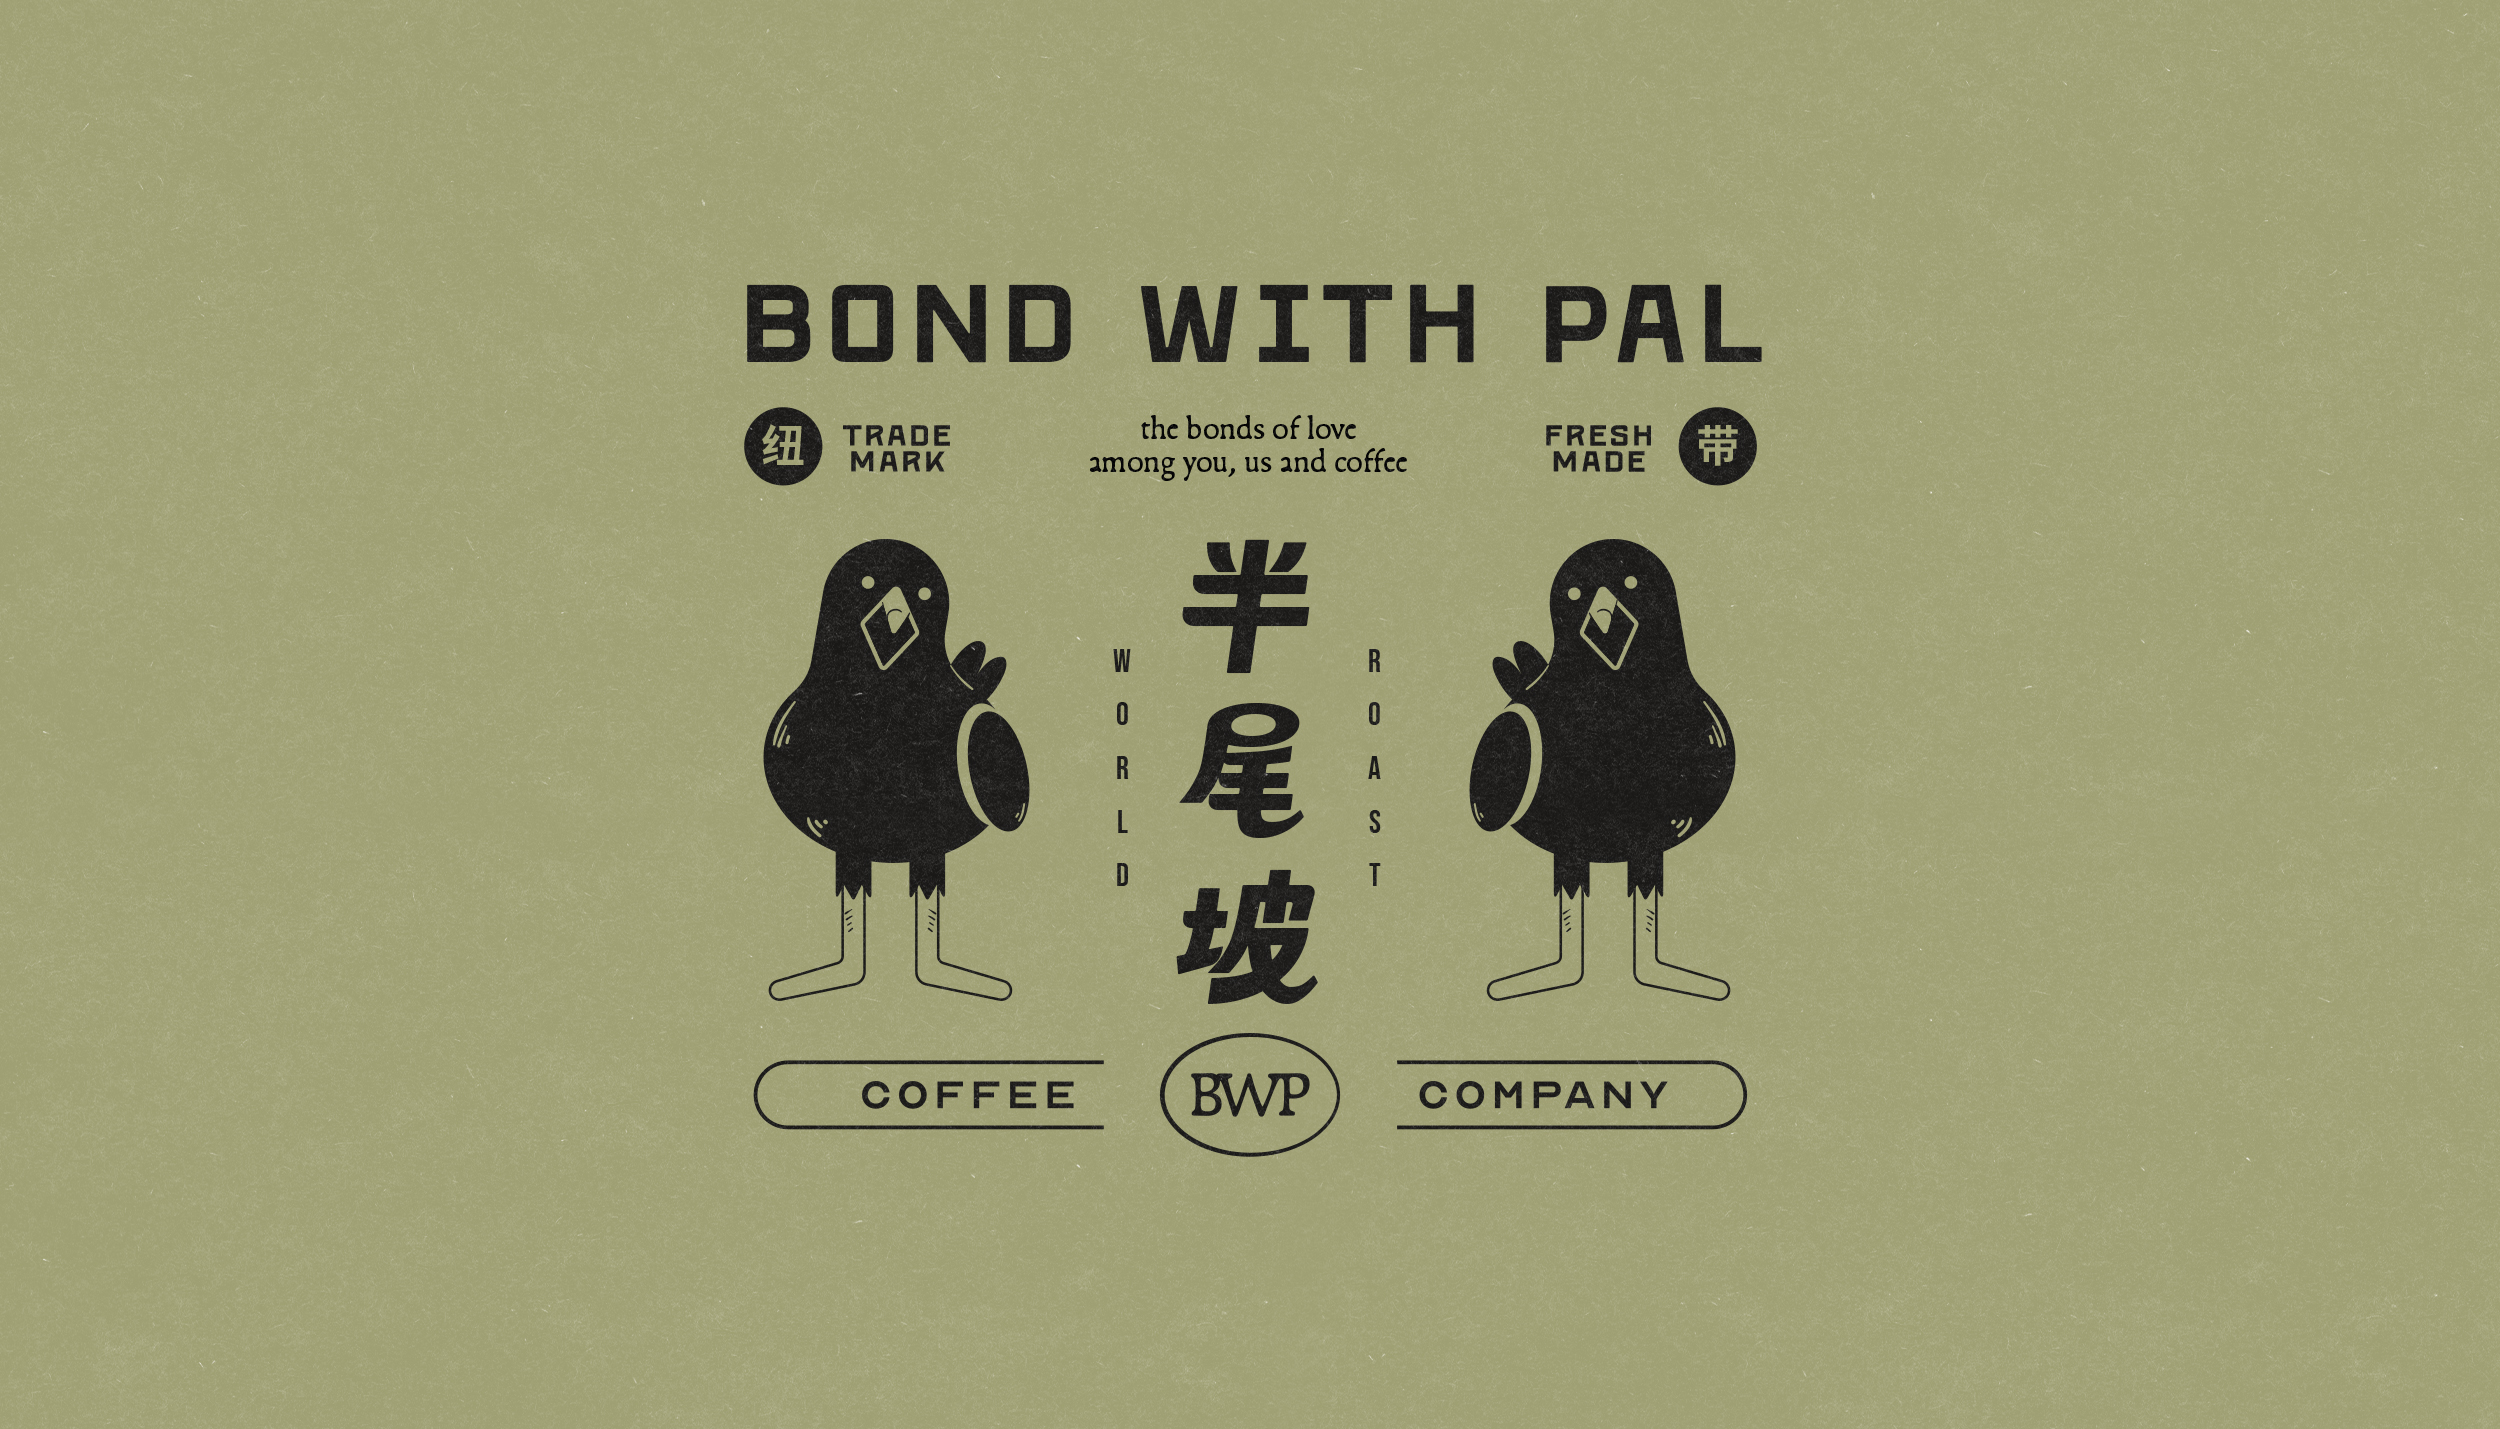 BOND WITH PAL
纽
TRADE
MARK
the bonds of love
among you, us and coffee
FRESH
MADE
带
WORLD
半尾坡
ROAST
COFFEE
BWP
COMPANY